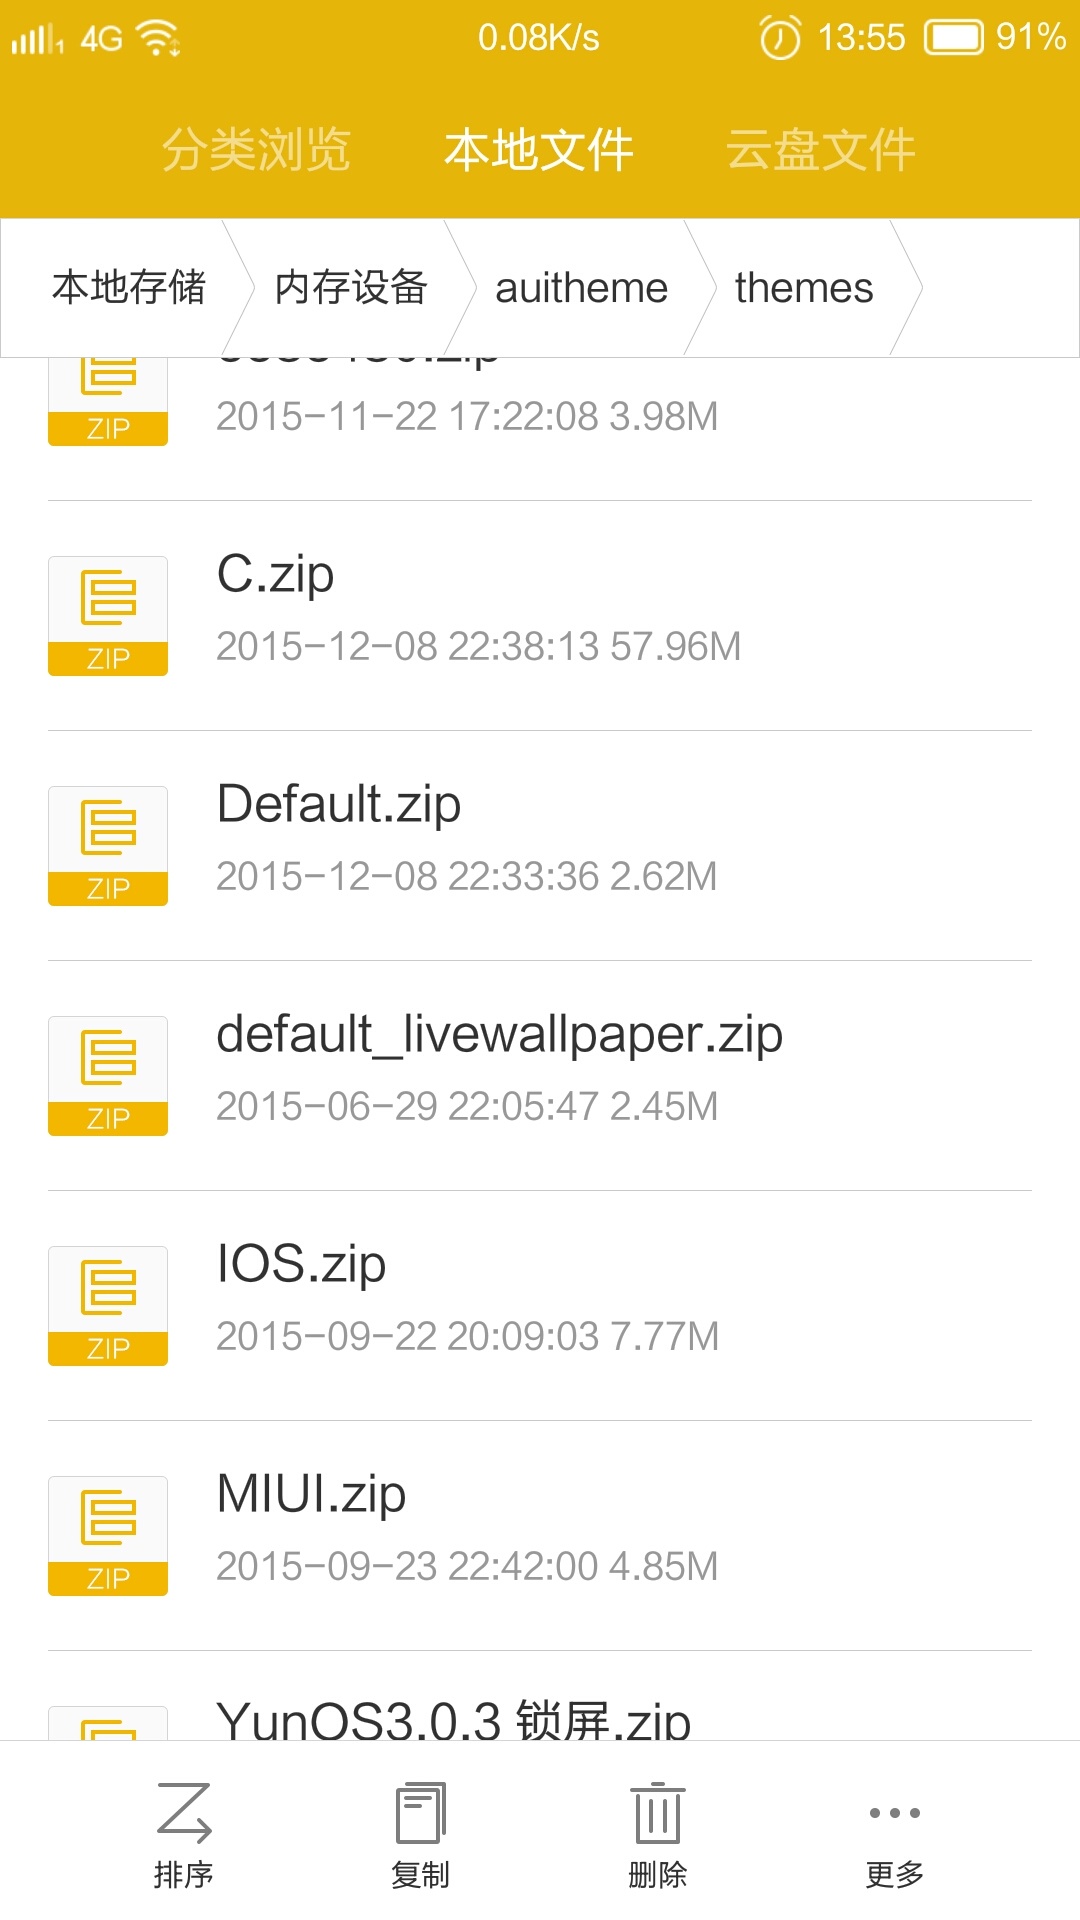 4G 0.08K/s 13:55 91%
分类浏览 本地文件 云盘文件
本地存储 内存设备 auitheme themes
ZIP
2015-11-22 17:22:08 3.98M
C.zip
ZIP
2015-12-08 22:38:13 57.96M
Default.zip
ZIP
2015-12-08 22:33:36 2.62M
default_livewallpaper.zip
ZIP
2015-06-29 22:05:47 2.45M
IOS.zip
ZIP
2015-09-22 20:09:03 7.77M
MIUI.zip
ZIP
2015-09-23 22:42:00 4.85M
YunOS3.0.3 锁屏.zip
排序 复制 删除 更多